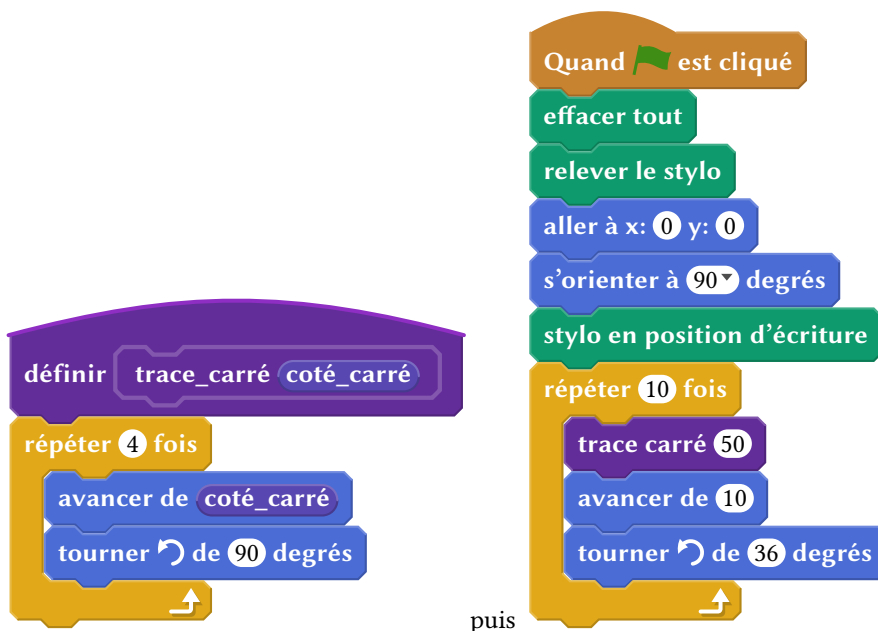 définir trace_carré coté_carré
répéter 4 fois
avancer de coté_carré
tourner de 90 degrés
puis
Quand est cliqué
effacer tout
relever le stylo
aller à x: 0 y: 0
s'orienter à 90 degrés
stylo en position d'écriture
répéter 10 fois
trace carré 50
avancer de 10
tourner de 36 degrés